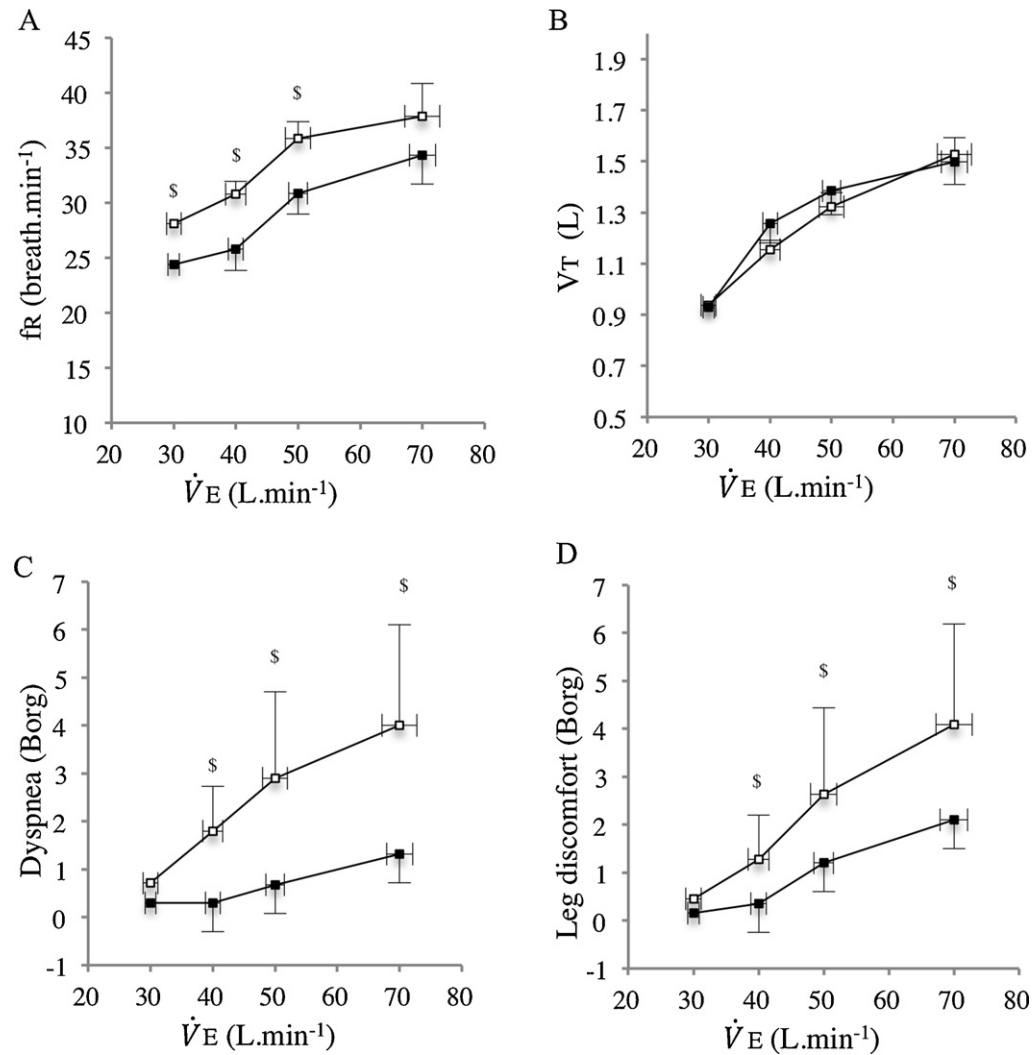 A
fR (breath.min-1)
45
40
35
30
25
20
15
10
$
$
$
20 30 40 50 60 70 80
V̇E (L.min-1)
B
VT (L)
1.9
1.7
1.5
1.3
1.1
0.9
0.7
0.5
20 30 40 50 60 70 80
V̇E (L.min-1)
C
Dyspnea (Borg)
7
6
5
4
3
2
1
0
-1
$
$
$
20 30 40 50 60 70 80
V̇E (L.min-1)
D
Leg discomfort (Borg)
7
6
5
4
3
2
1
0
-1
$
$
$
20 30 40 50 60 70 80
V̇E (L.min-1)